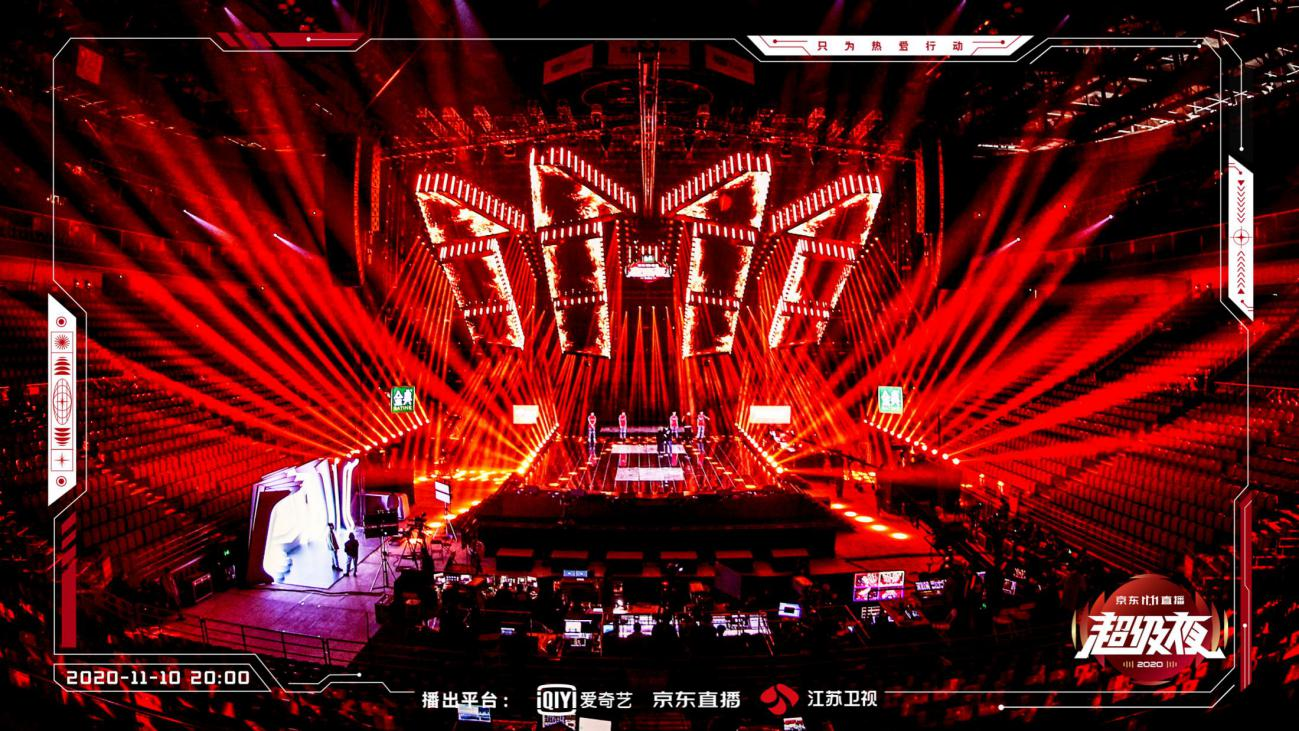 只为热爱行动
京东11.11直播
超级夜
2020
2020-11-10 20:00
播出平台：
iQIY 爱奇艺
京东直播
江苏卫视